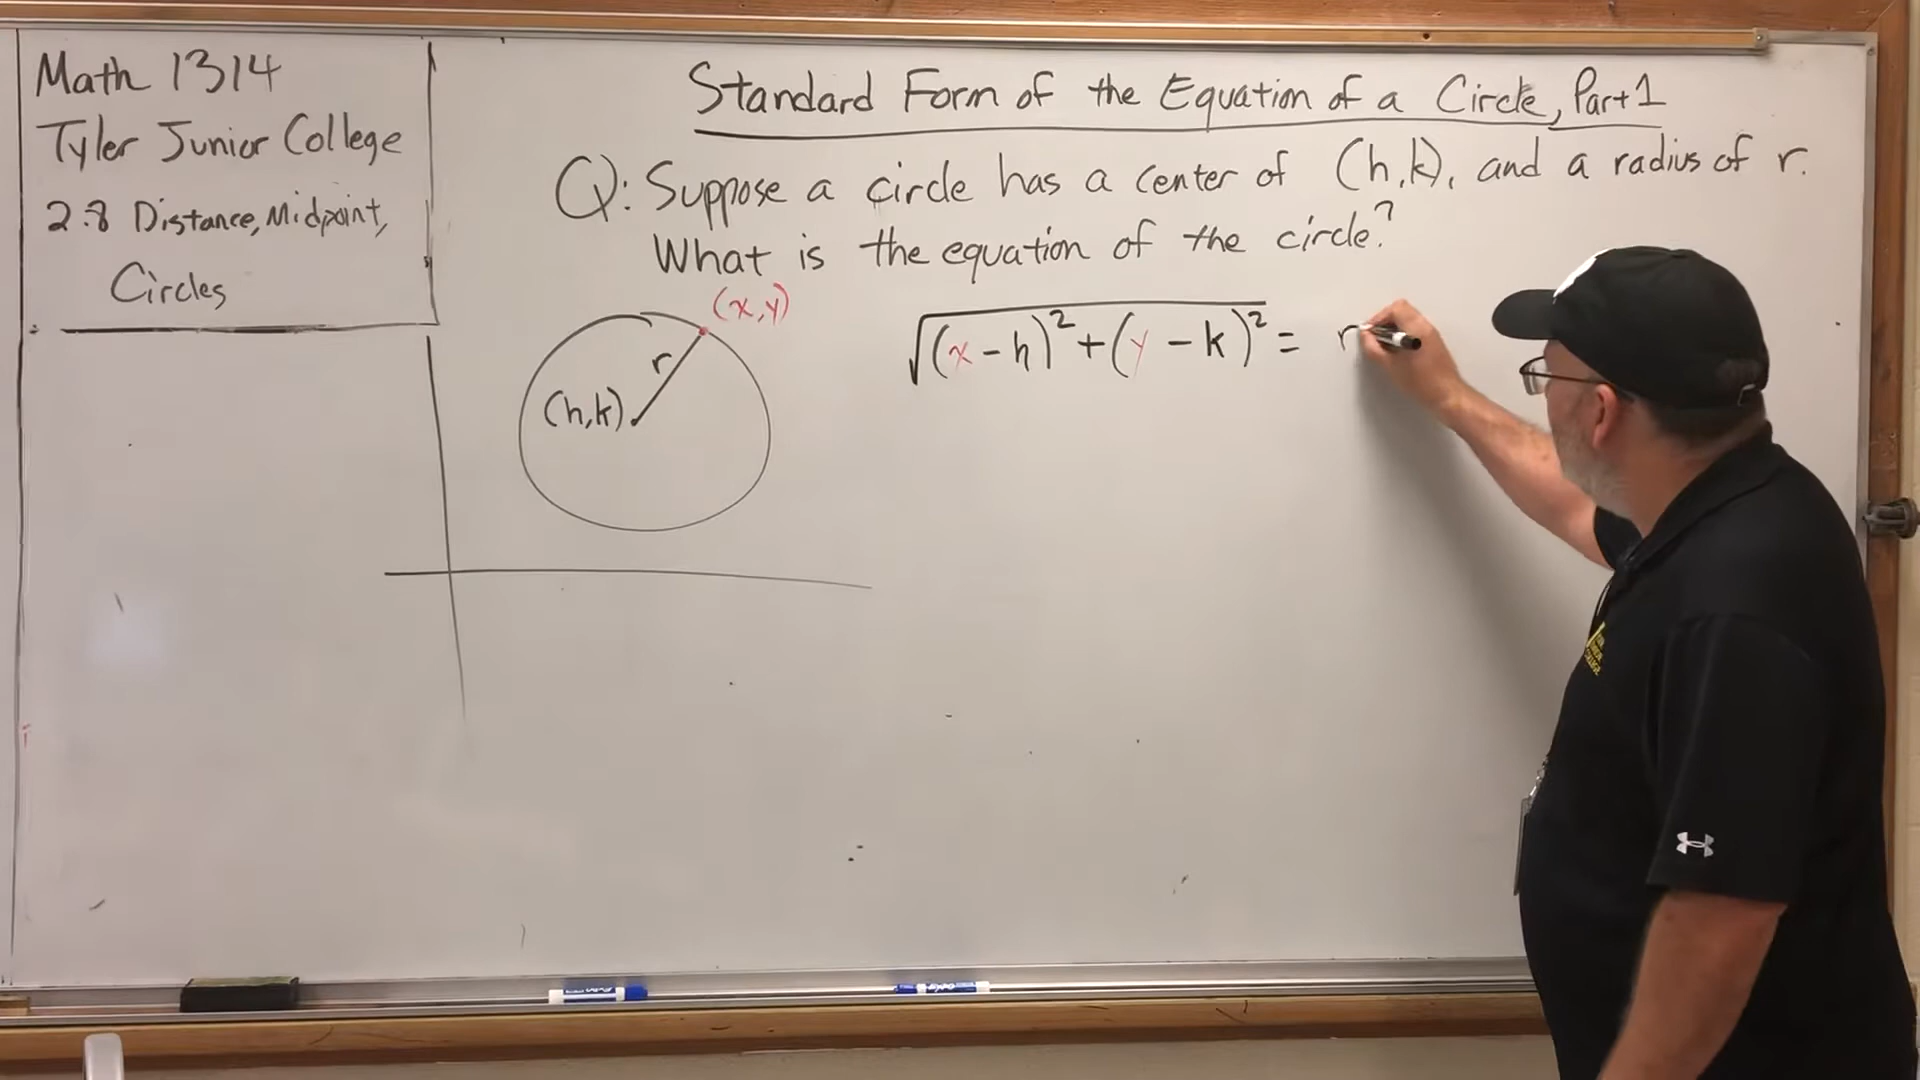 Math 1314
Tyler Junior College
2.8 Distance, Midpoint,
Circles
Standard Form of the Equation of a Circle, Part 1
Q: Suppose a circle has a center of (h,k), and a radius of r.
What is the equation of the circle?
(x,y)
r
(h,k)
√(x-h)²+(y-k)² = r